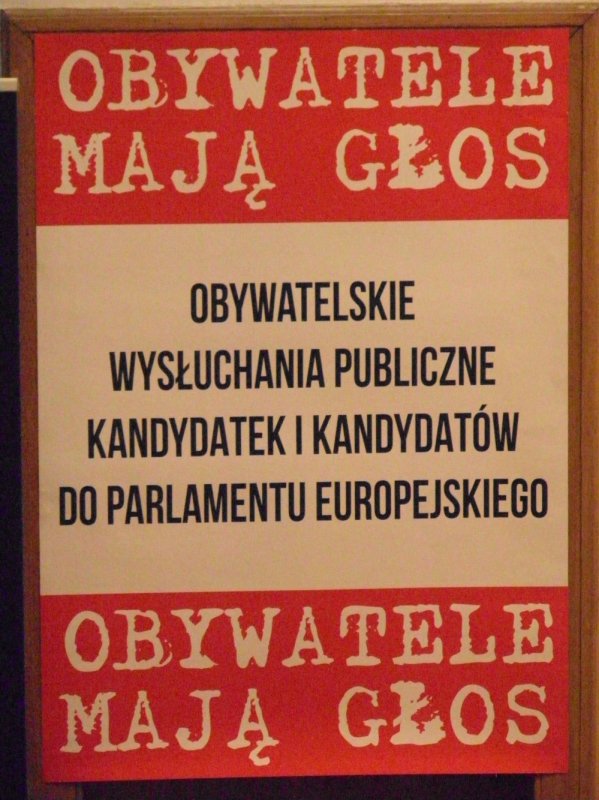 OBYWATELE
MAJĄ GŁOS
OBYWATELSKIE
WYSŁUCHANIA PUBLICZNE
KANDYDATEK I KANDYDATÓW
DO PARLAMENTU EUROPEJSKIEGO
OBYWATELE
MAJĄ GŁOS